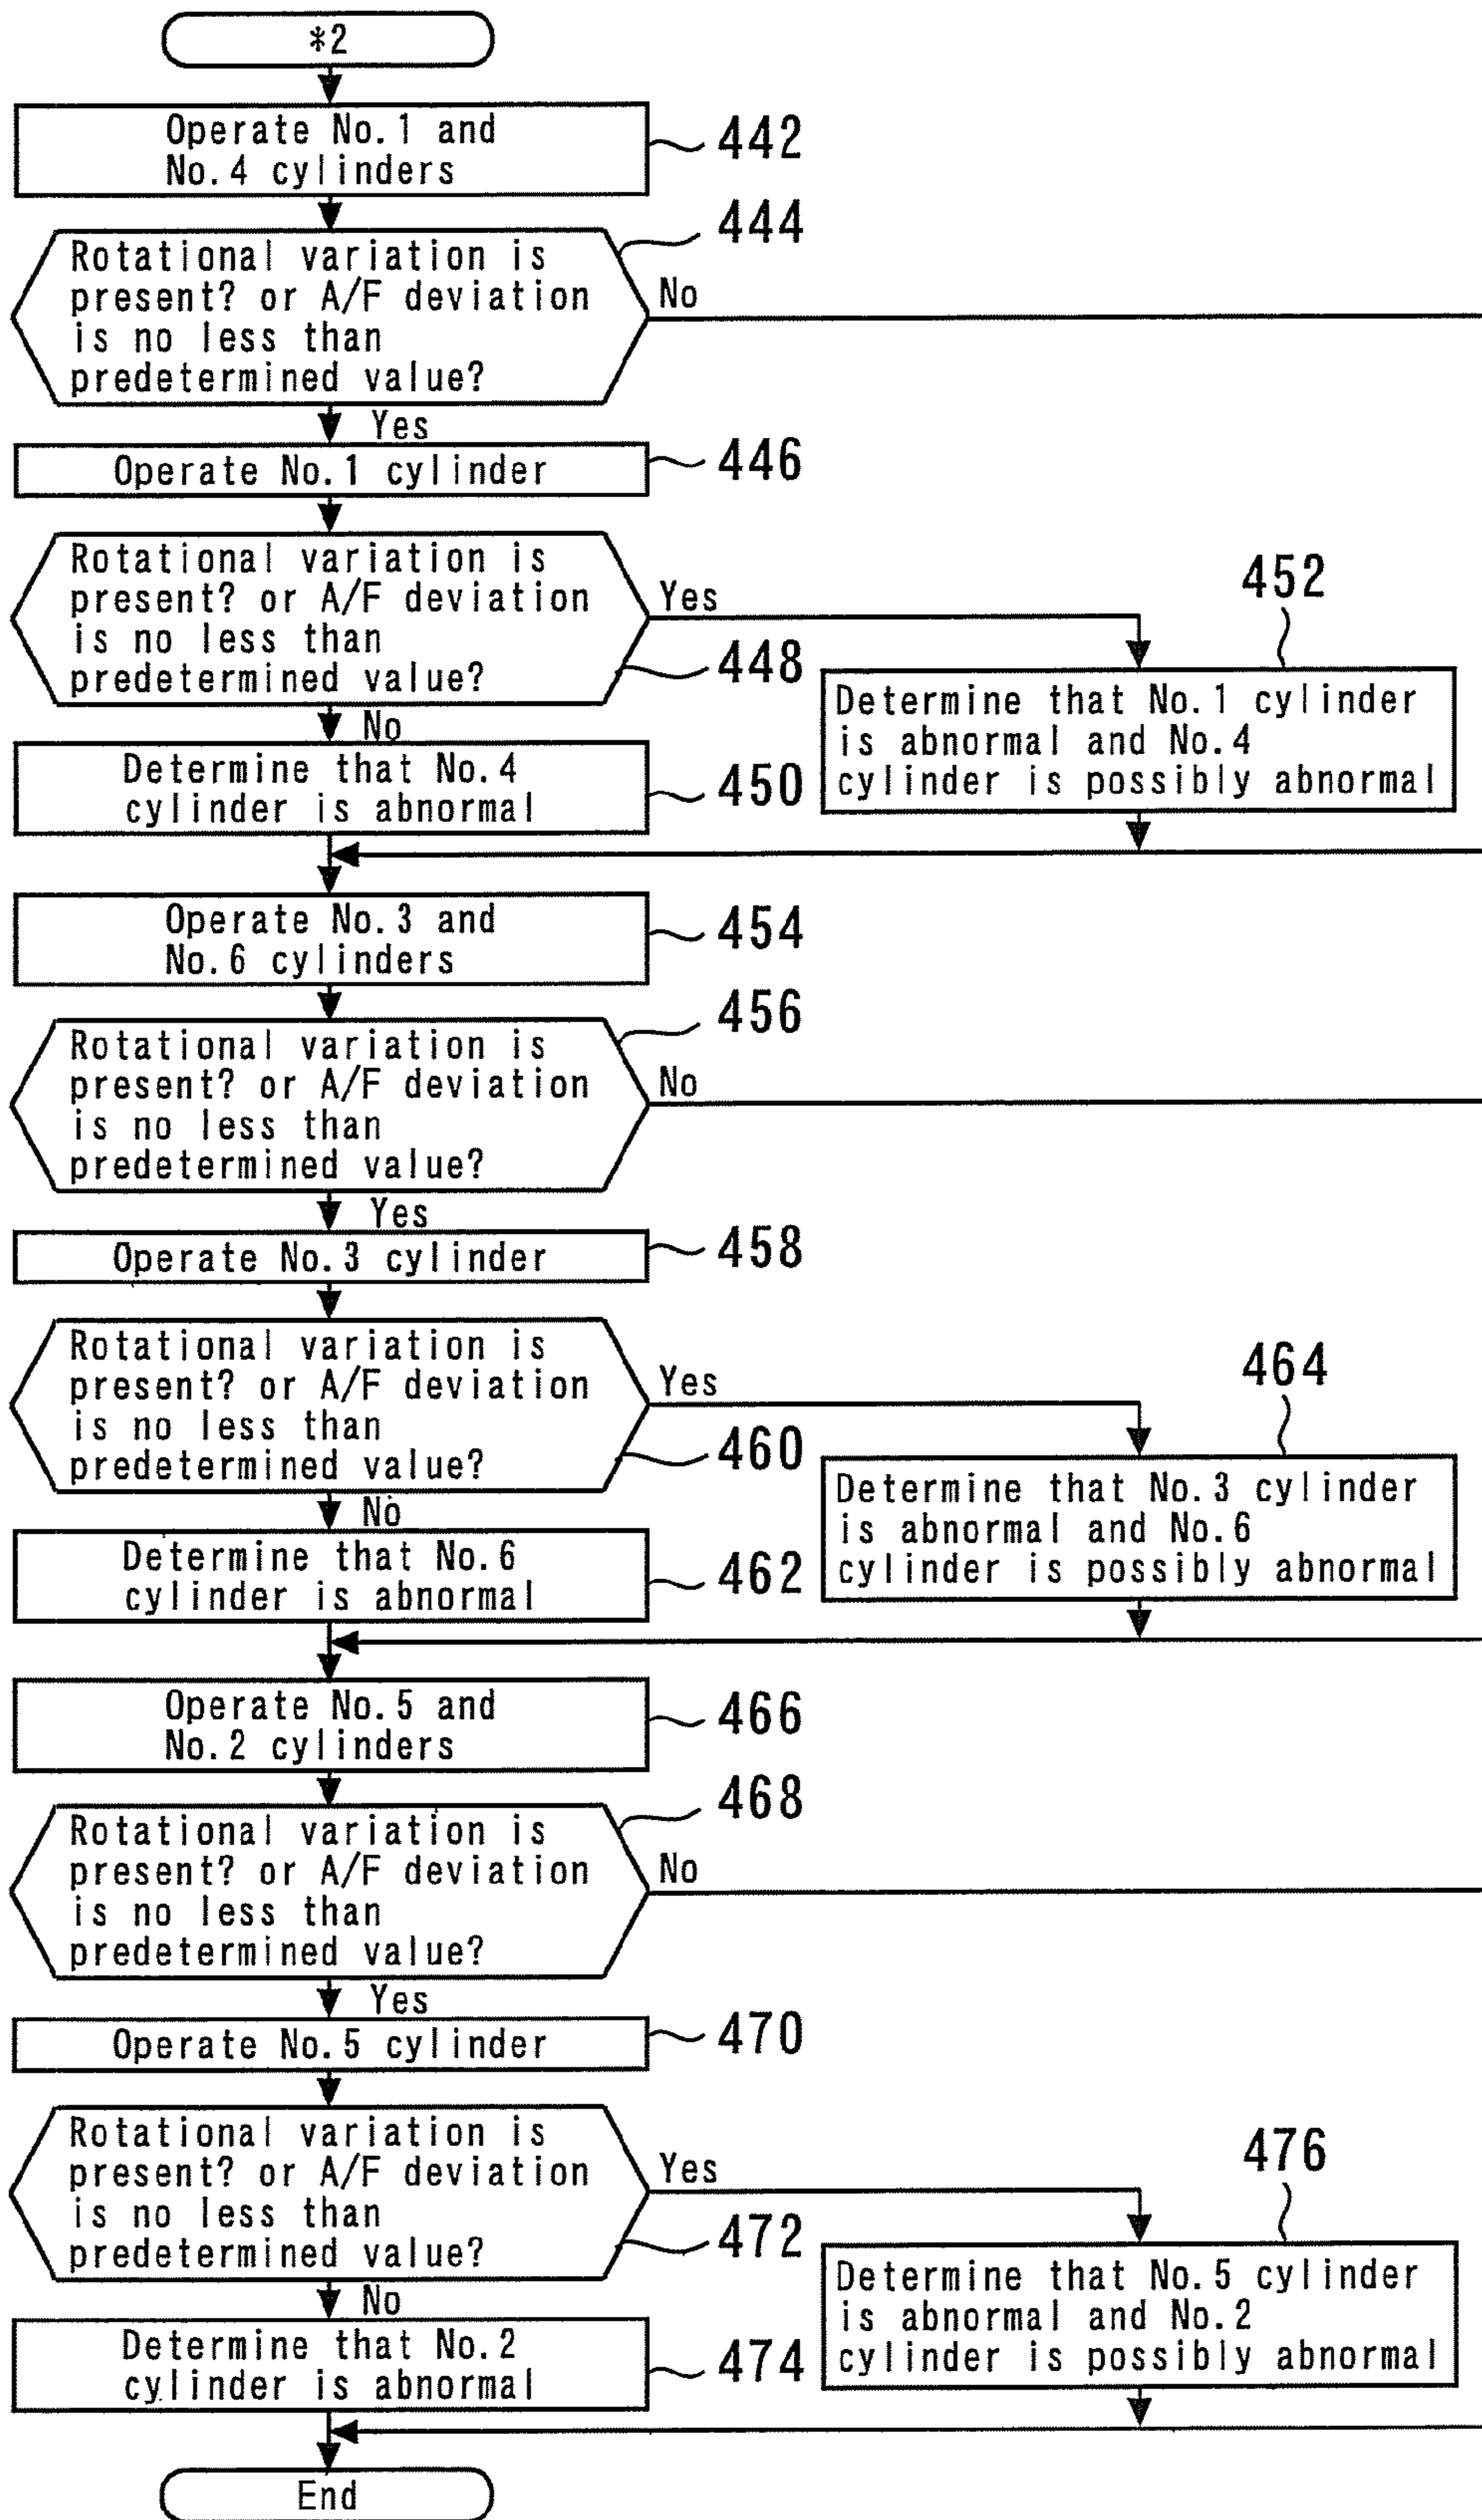 *2
Operate No.1 and
No.4 cylinders
442
444
Rotational variation is
present? or A/F deviation
is no less than
predetermined value?
No
Yes
Operate No.1 cylinder
446
Rotational variation is
present? or A/F deviation
is no less than
predetermined value?
Yes
448
452
Determine that No.1 cylinder
is abnormal and No.4
cylinder is possibly abnormal
No
Determine that No.4
cylinder is abnormal
450
Operate No.3 and
No.6 cylinders
454
456
Rotational variation is
present? or A/F deviation
is no less than
predetermined value?
No
Yes
Operate No.3 cylinder
458
Rotational variation is
present? or A/F deviation
is no less than
predetermined value?
Yes
460
464
Determine that No.3 cylinder
is abnormal and No.6
cylinder is possibly abnormal
No
Determine that No.6
cylinder is abnormal
462
Operate No.5 and
No.2 cylinders
466
468
Rotational variation is
present? or A/F deviation
is no less than
predetermined value?
No
Yes
Operate No.5 cylinder
470
Rotational variation is
present? or A/F deviation
is no less than
predetermined value?
Yes
472
476
Determine that No.5 cylinder
is abnormal and No.2
cylinder is possibly abnormal
No
Determine that No.2
cylinder is abnormal
474
End